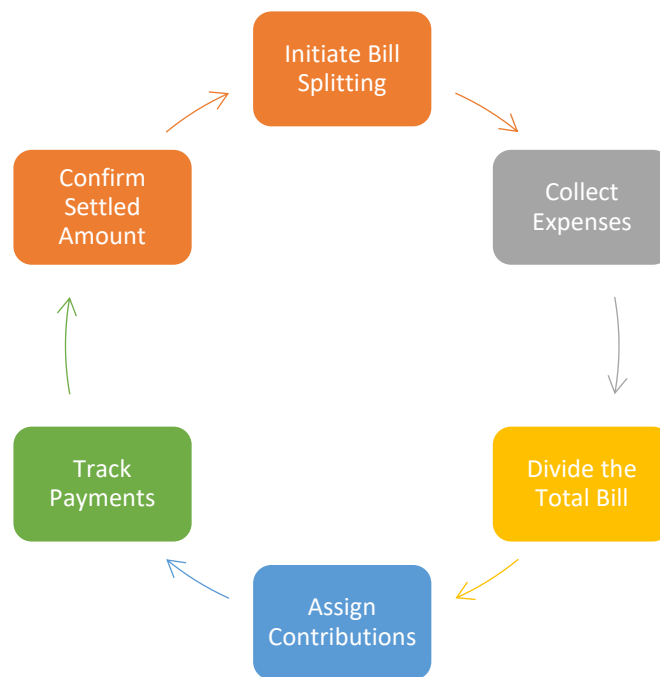 Initiate Bill
Splitting
Collect
Expenses
Divide the
Total Bill
Assign
Contributions
Track
Payments
Confirm
Settled
Amount